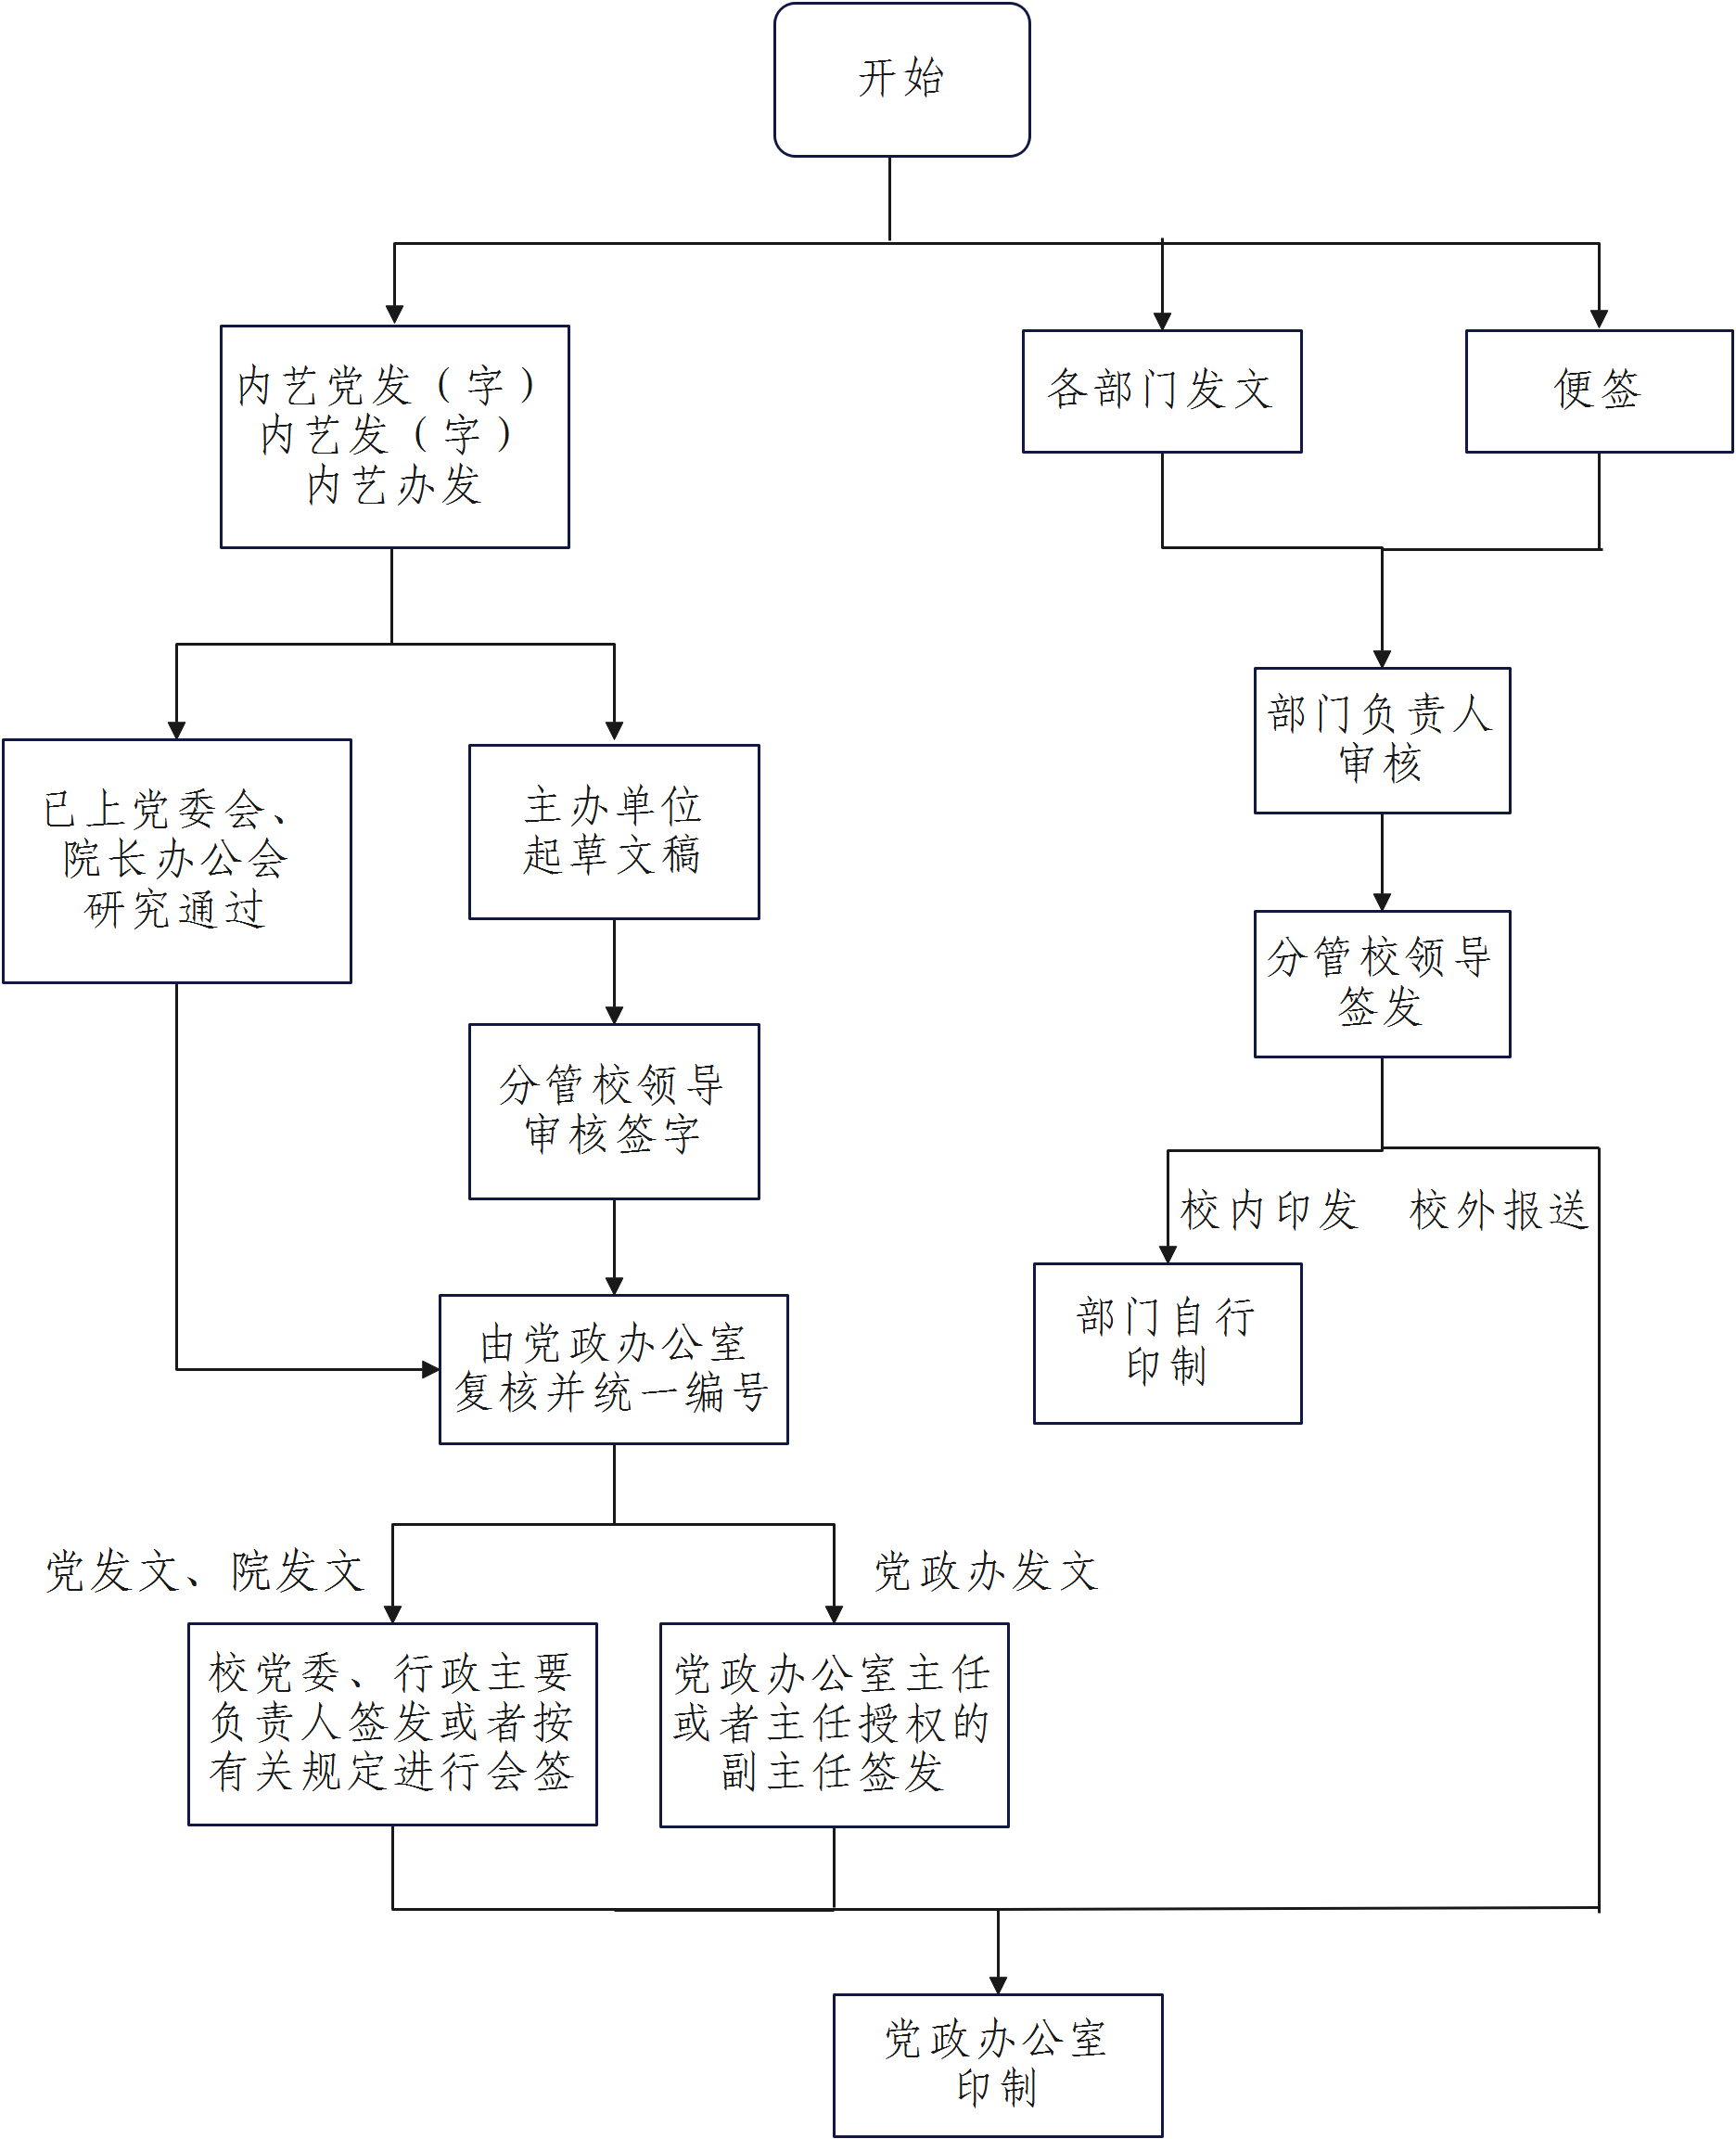 开始
内艺党发（字）
内艺发（字）
内艺办发
各部门发文
便签
已上党委会、
院长办公会
研究通过
主办单位
起草文稿
部门负责人
审核
分管校领导
签发
分管校领导
审核签字
校内印发
校外报送
部门自行
印制
由党政办公室
复核并统一编号
党发文、院发文
党政办发文
校党委、行政主要
负责人签发或者按
有关规定进行会签
党政办公室主任
或者主任授权的
副主任签发
党政办公室
印制